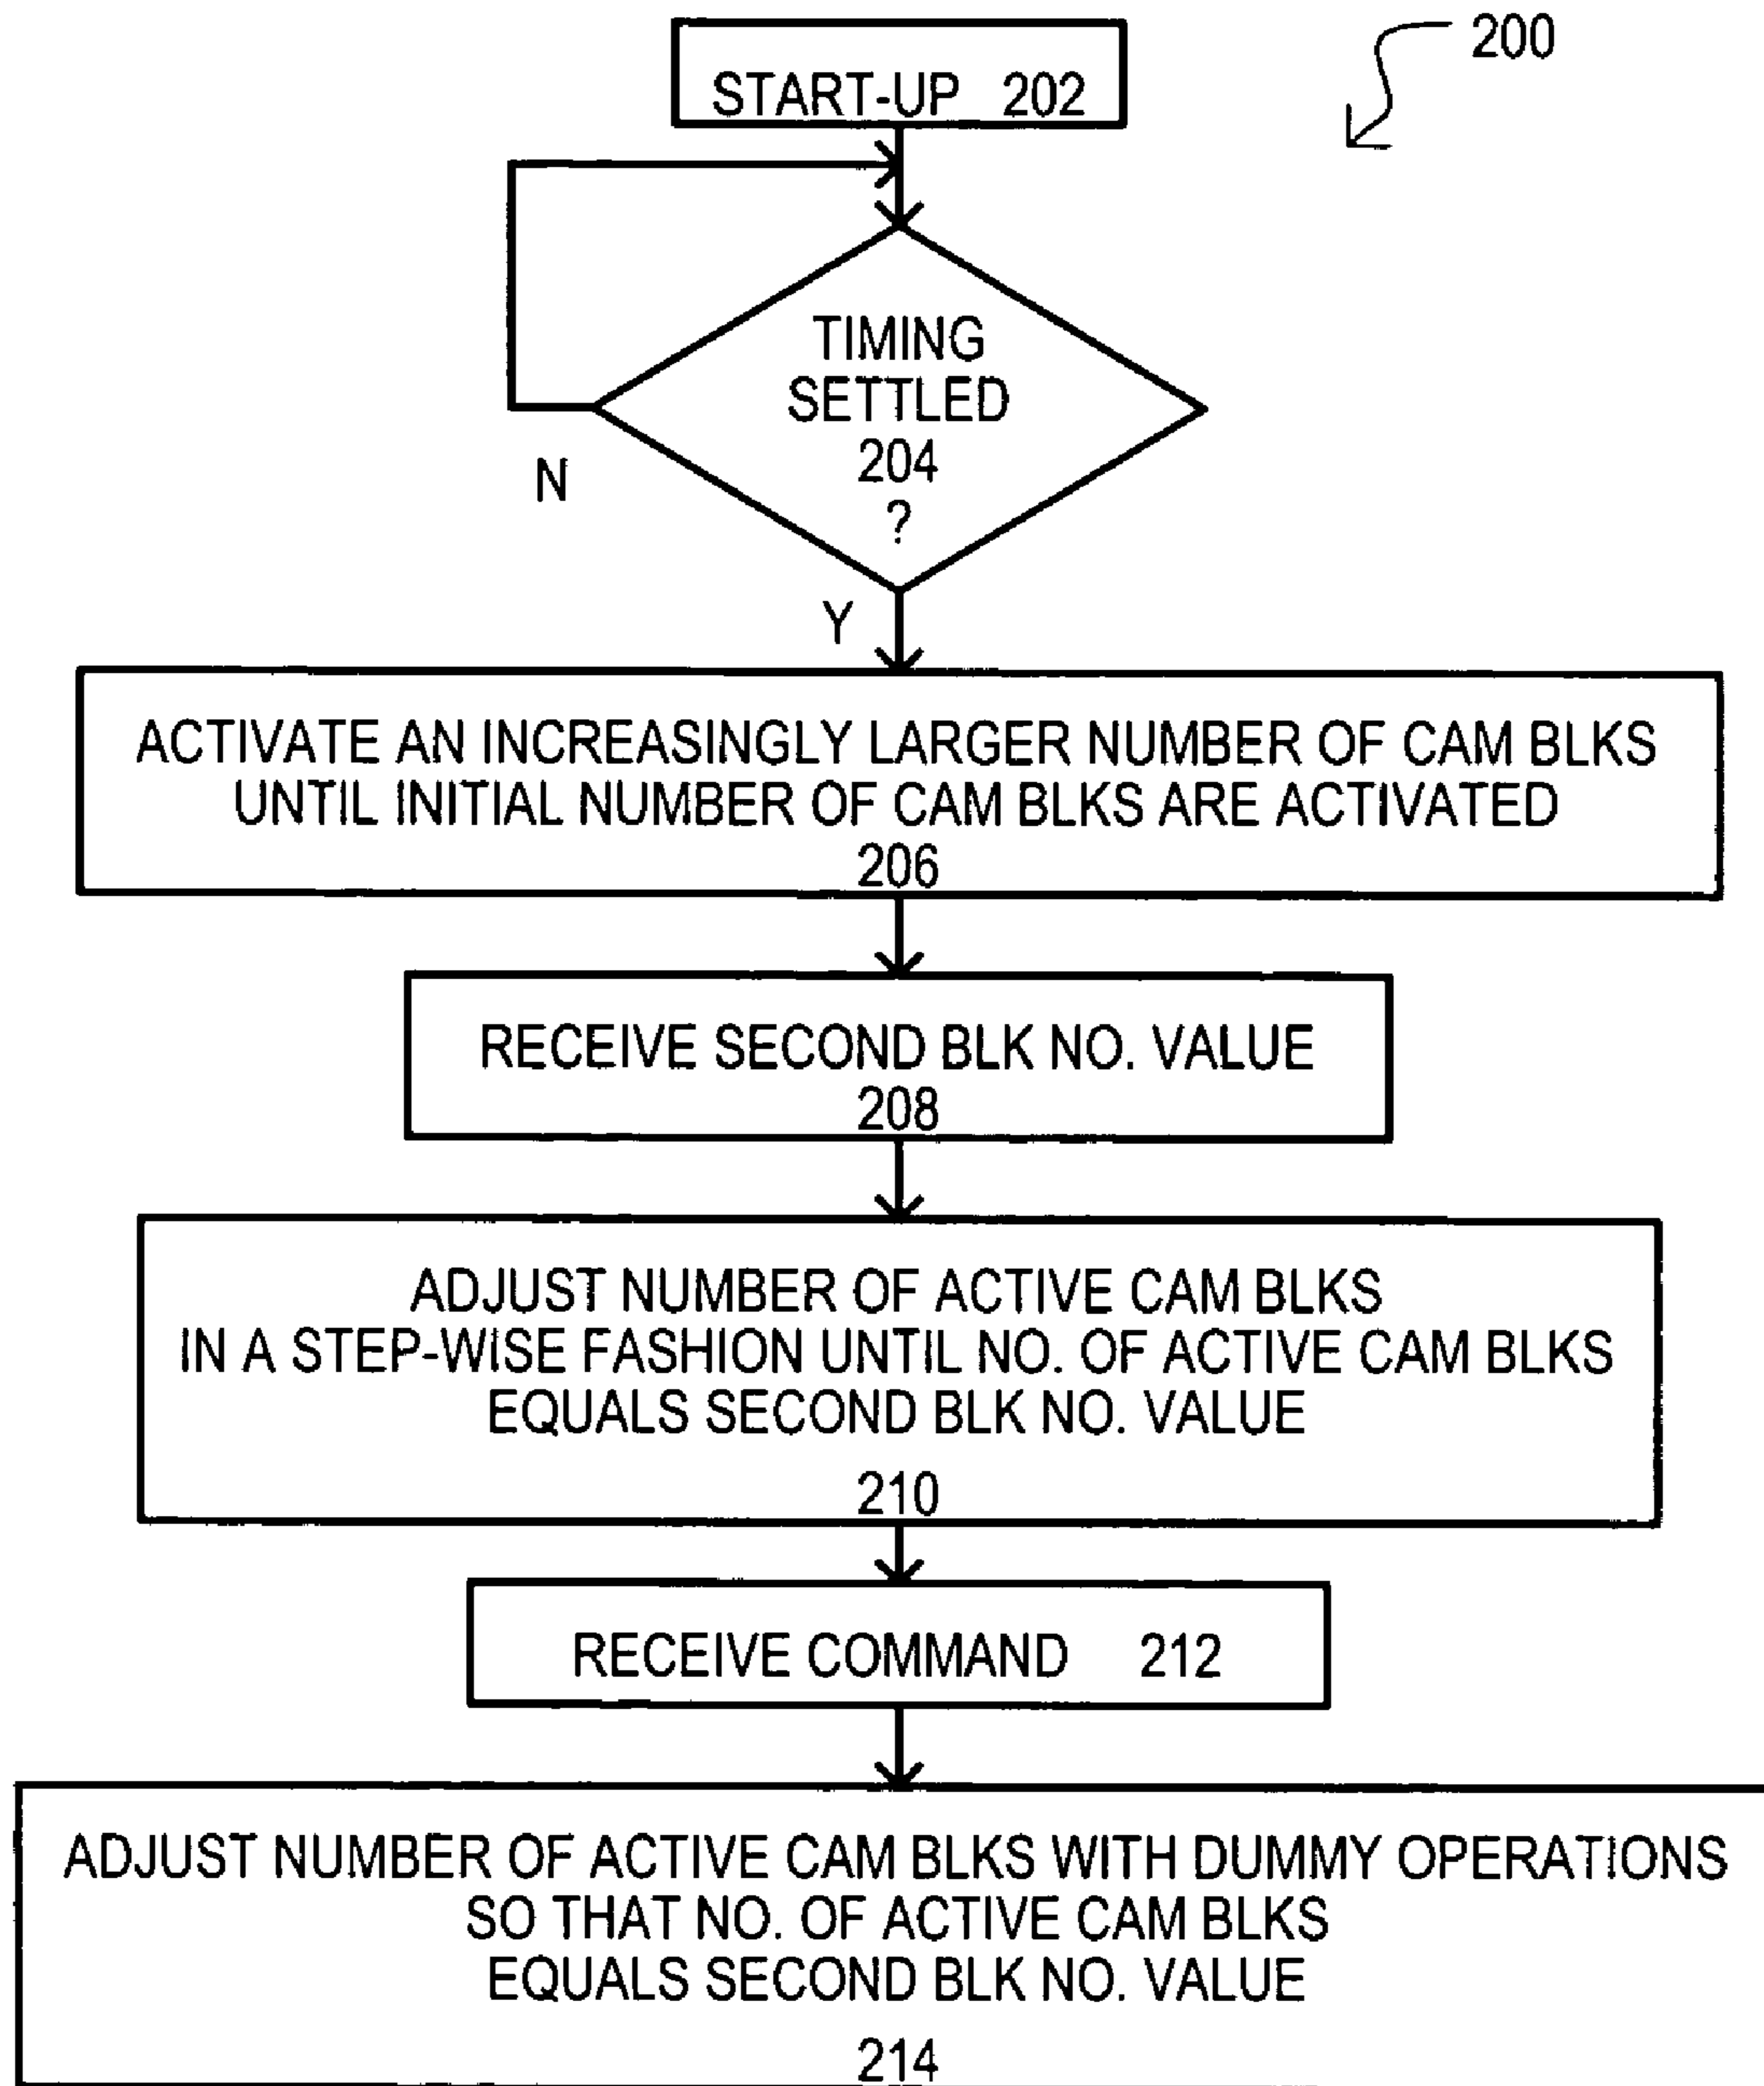 200
START-UP 202
TIMING
SETTLED
204
?
N
Y
ACTIVATE AN INCREASINGLY LARGER NUMBER OF CAM BLKS
UNTIL INITIAL NUMBER OF CAM BLKS ARE ACTIVATED
206
RECEIVE SECOND BLK NO. VALUE
208
ADJUST NUMBER OF ACTIVE CAM BLKS
IN A STEP-WISE FASHION UNTIL NO. OF ACTIVE CAM BLKS
EQUALS SECOND BLK NO. VALUE
210
RECEIVE COMMAND 212
ADJUST NUMBER OF ACTIVE CAM BLKS WITH DUMMY OPERATIONS
SO THAT NO. OF ACTIVE CAM BLKS
EQUALS SECOND BLK NO. VALUE
214